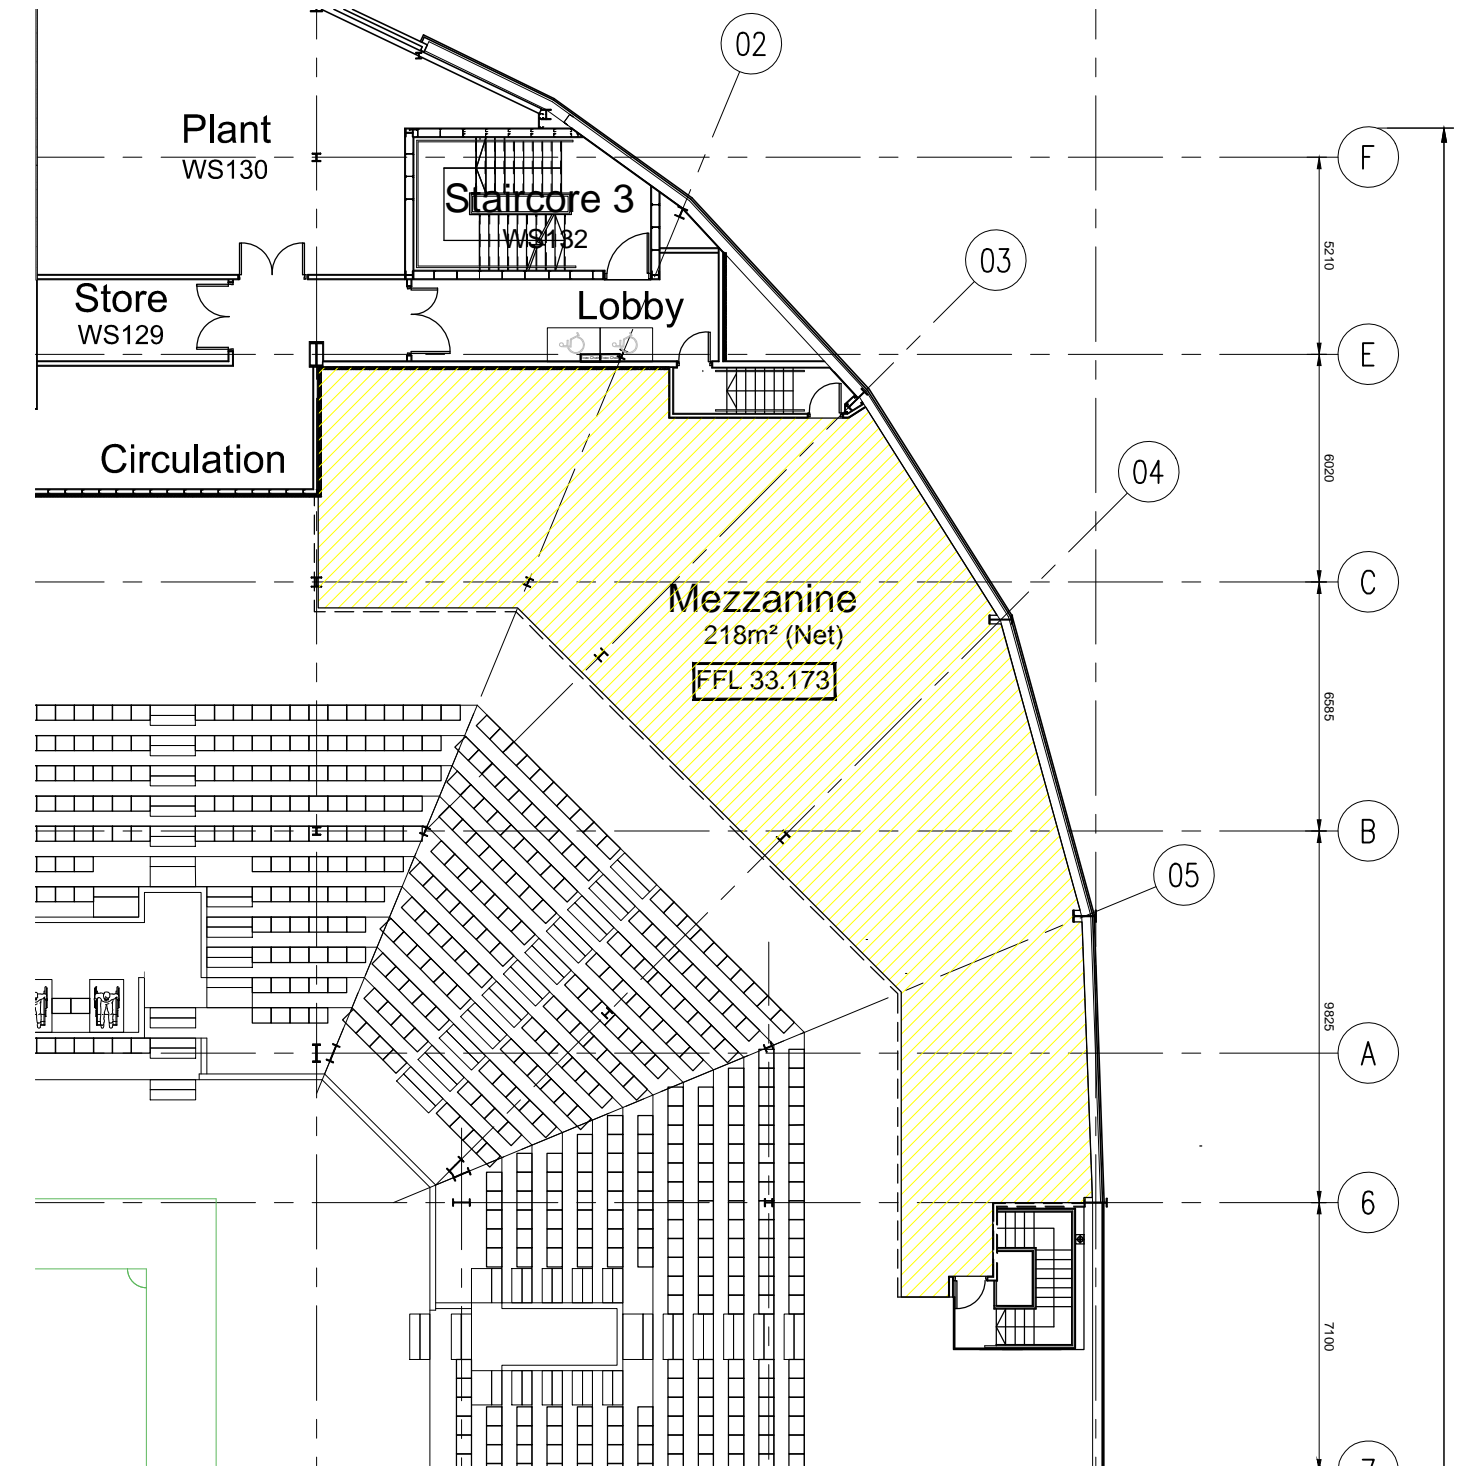 02
Plant
WS130
F
Staircore 3
WS132
5210
03
Store
WS129
Lobby
E
Circulation
6020
04
C
Mezzanine
218m² (Net)
FFL 33.173
6585
B
05
9825
A
6
7100
7